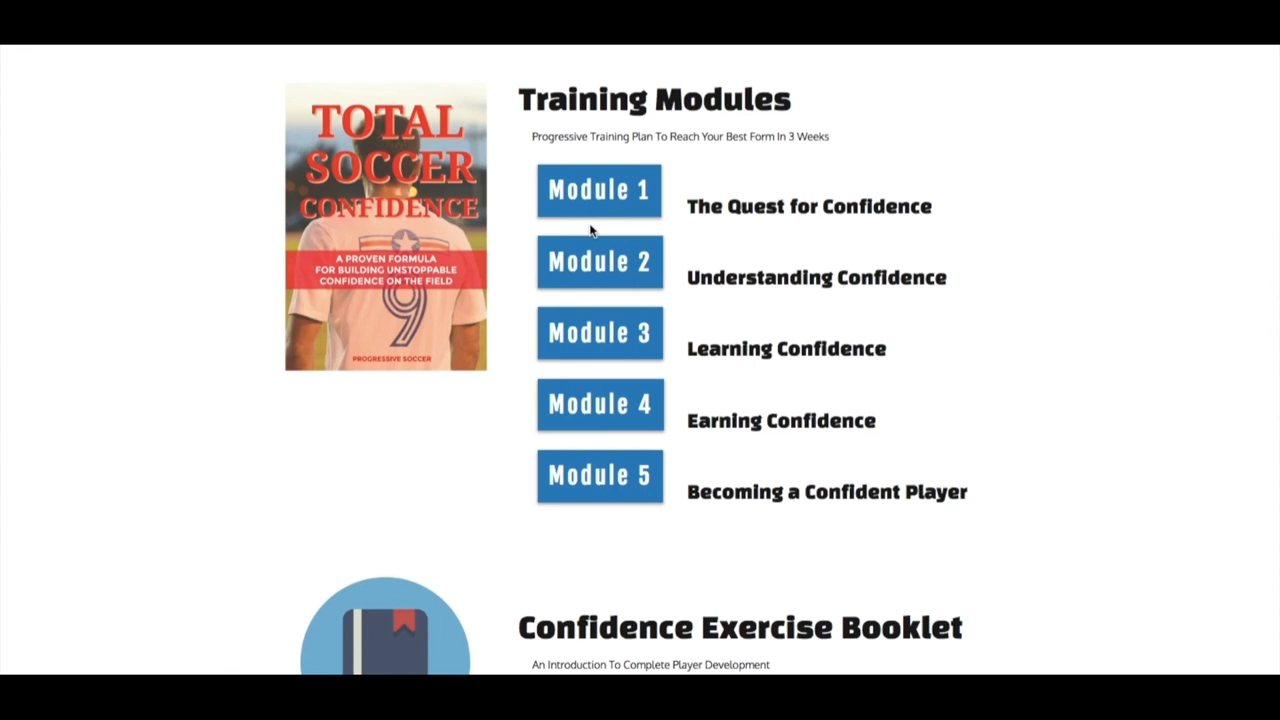 TOTAL
SOCCER
CONFIDENCE
A PROVEN FORMULA
FOR BUILDING UNSTOPPABLE
CONFIDENCE ON THE FIELD
9
PROGRESSIVE SOCCER
Training Modules
Progressive Training Plan To Reach Your Best Form In 3 Weeks
Module 1
The Quest for Confidence
Module 2
Understanding Confidence
Module 3
Learning Confidence
Module 4
Earning Confidence
Module 5
Becoming a Confident Player
Confidence Exercise Booklet
An Introduction To Complete Player Development